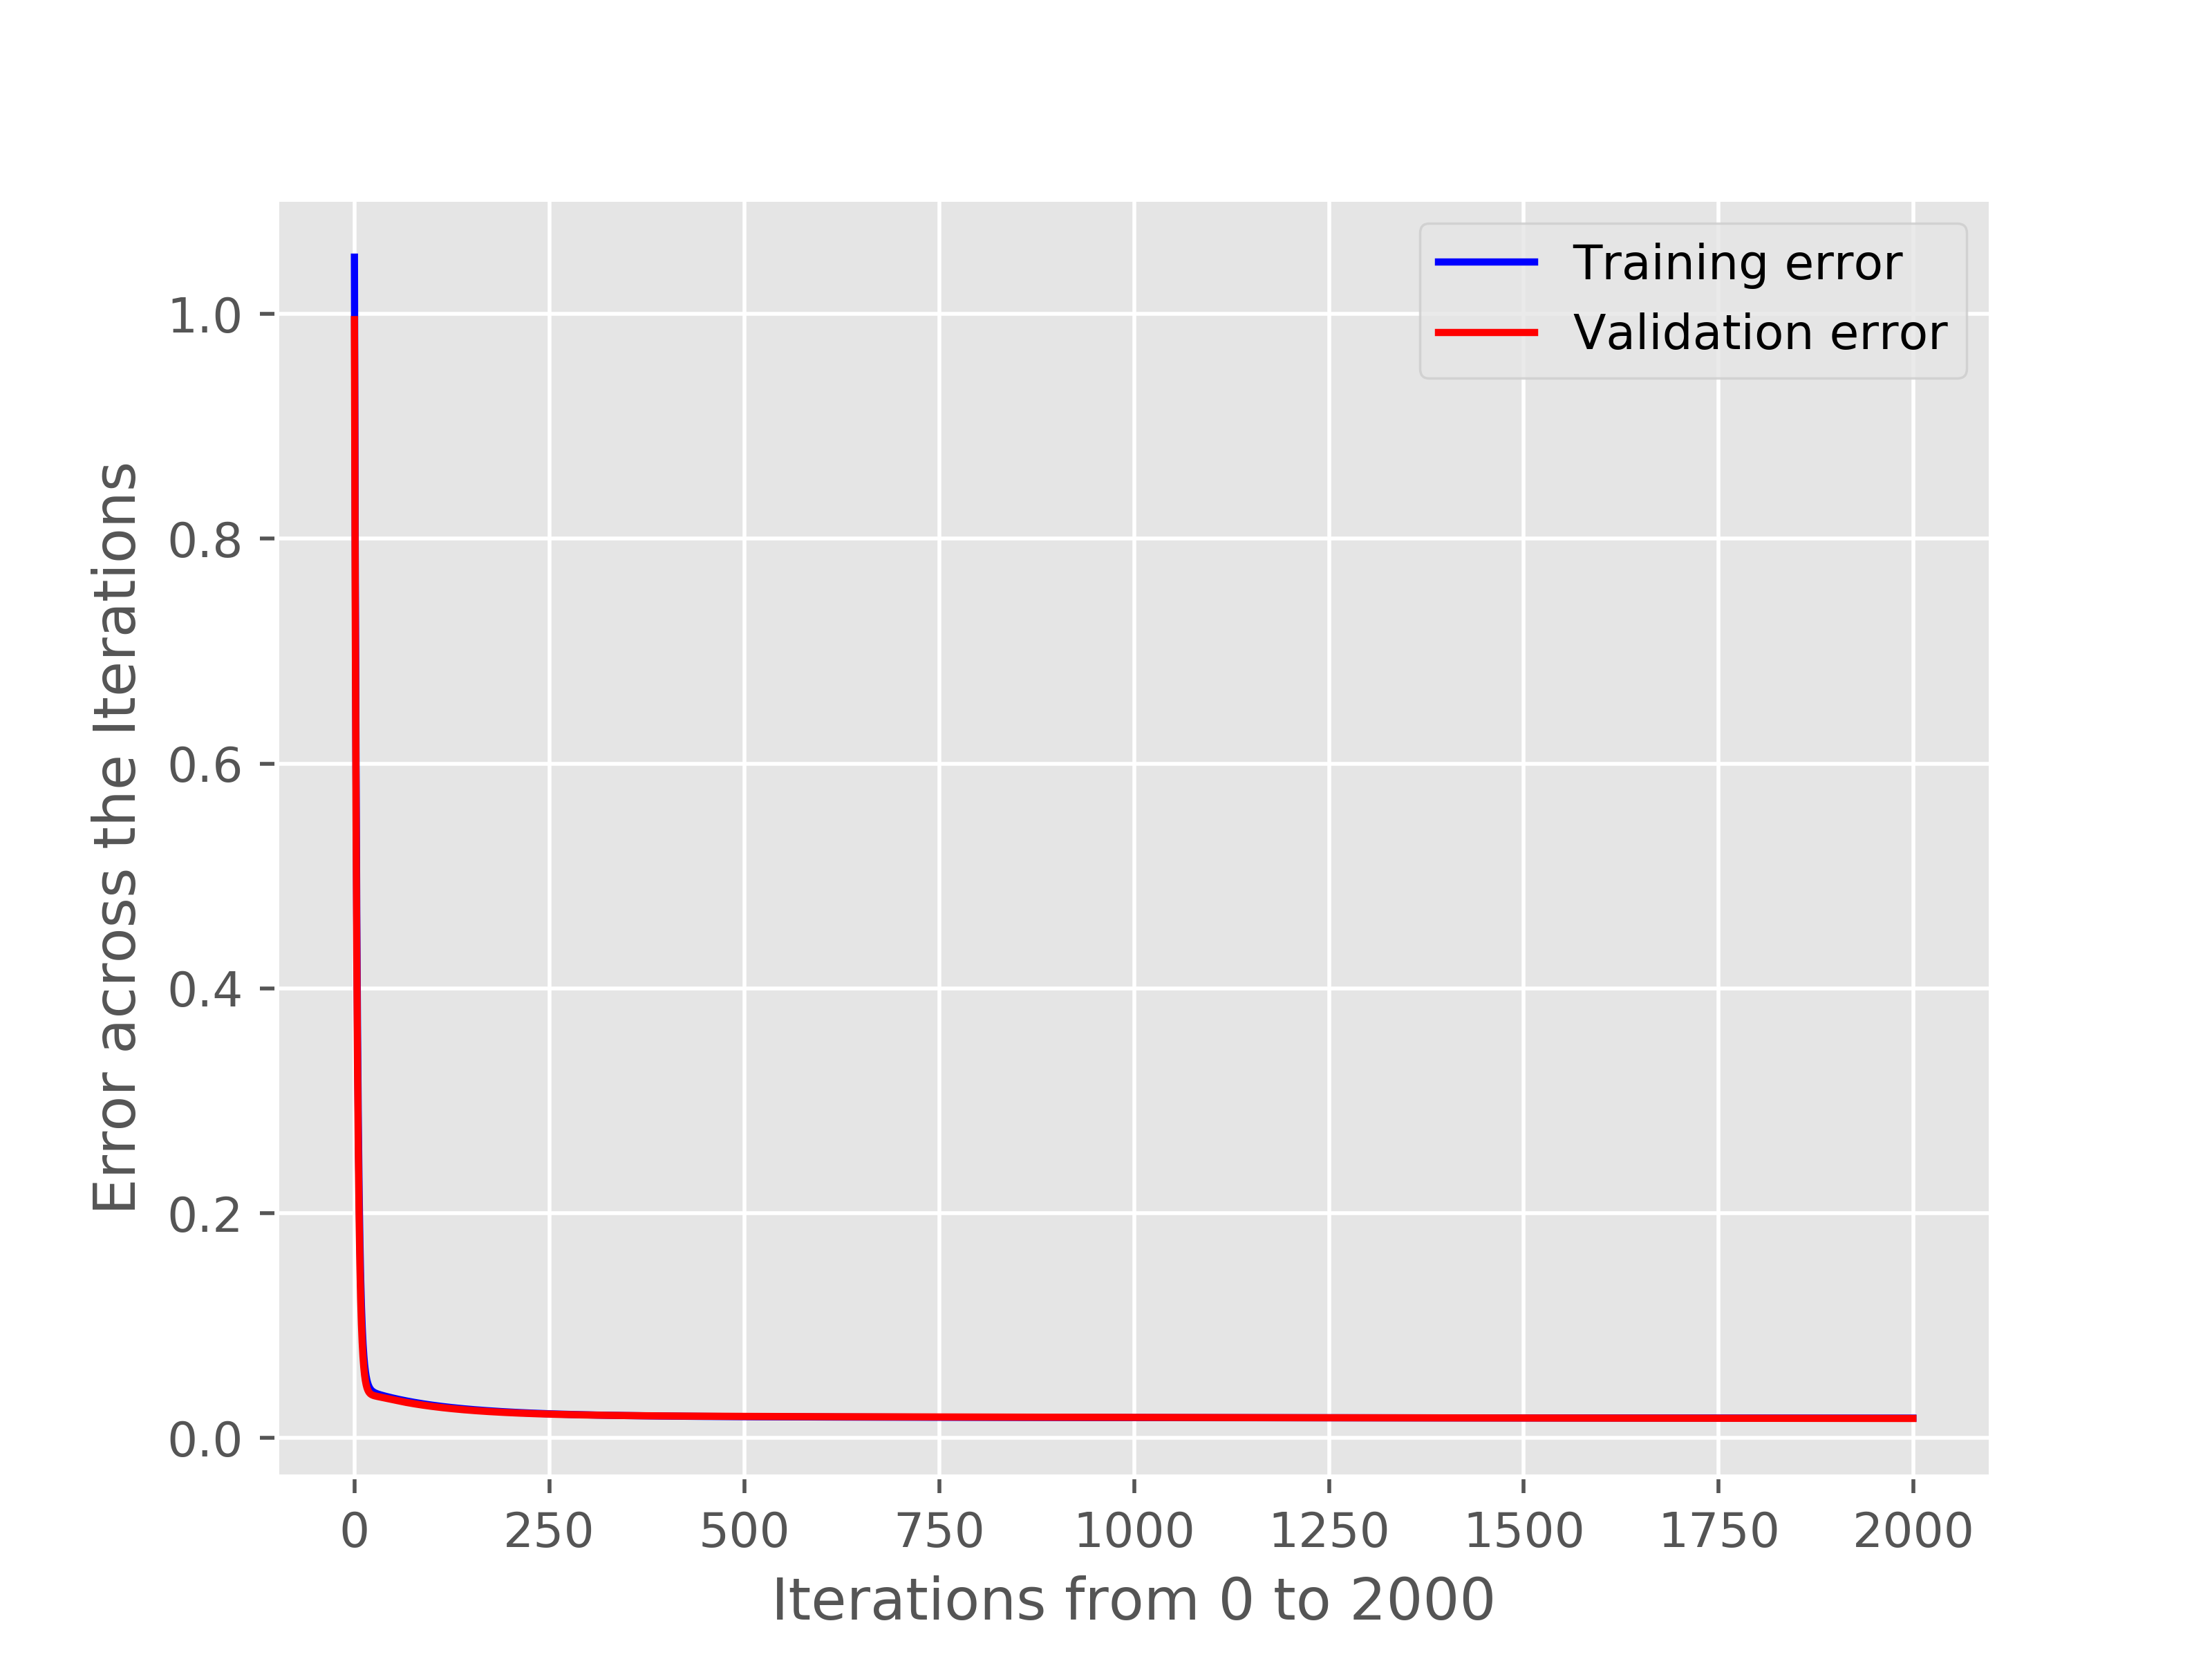 Training error
Validation error
Error across the Iterations
1.0
0.8
0.6
0.4
0.2
0.0
0 250 500 750 1000 1250 1500 1750 2000
Iterations from 0 to 2000